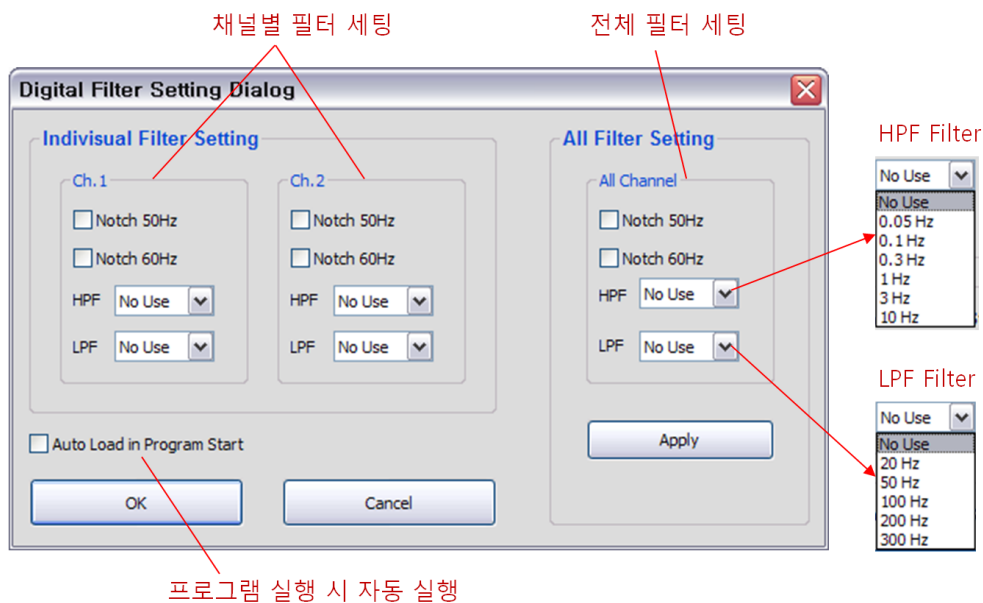 채널별 필터 세팅
전체 필터 세팅
Digital Filter Setting Dialog
Indivisual Filter Setting
Ch.1
Notch 50Hz
Notch 60Hz
HPF No Use
LPF No Use
Ch.2
Notch 50Hz
Notch 60Hz
HPF No Use
LPF No Use
All Filter Setting
All Channel
Notch 50Hz
Notch 60Hz
HPF No Use
LPF No Use
Apply
Auto Load in Program Start
OK
Cancel
프로그램 실행 시 자동 실행
HPF Filter
No Use
No Use
0.05 Hz
0.1 Hz
0.3 Hz
1 Hz
3 Hz
10 Hz
LPF Filter
No Use
No Use
20 Hz
50 Hz
100 Hz
200 Hz
300 Hz